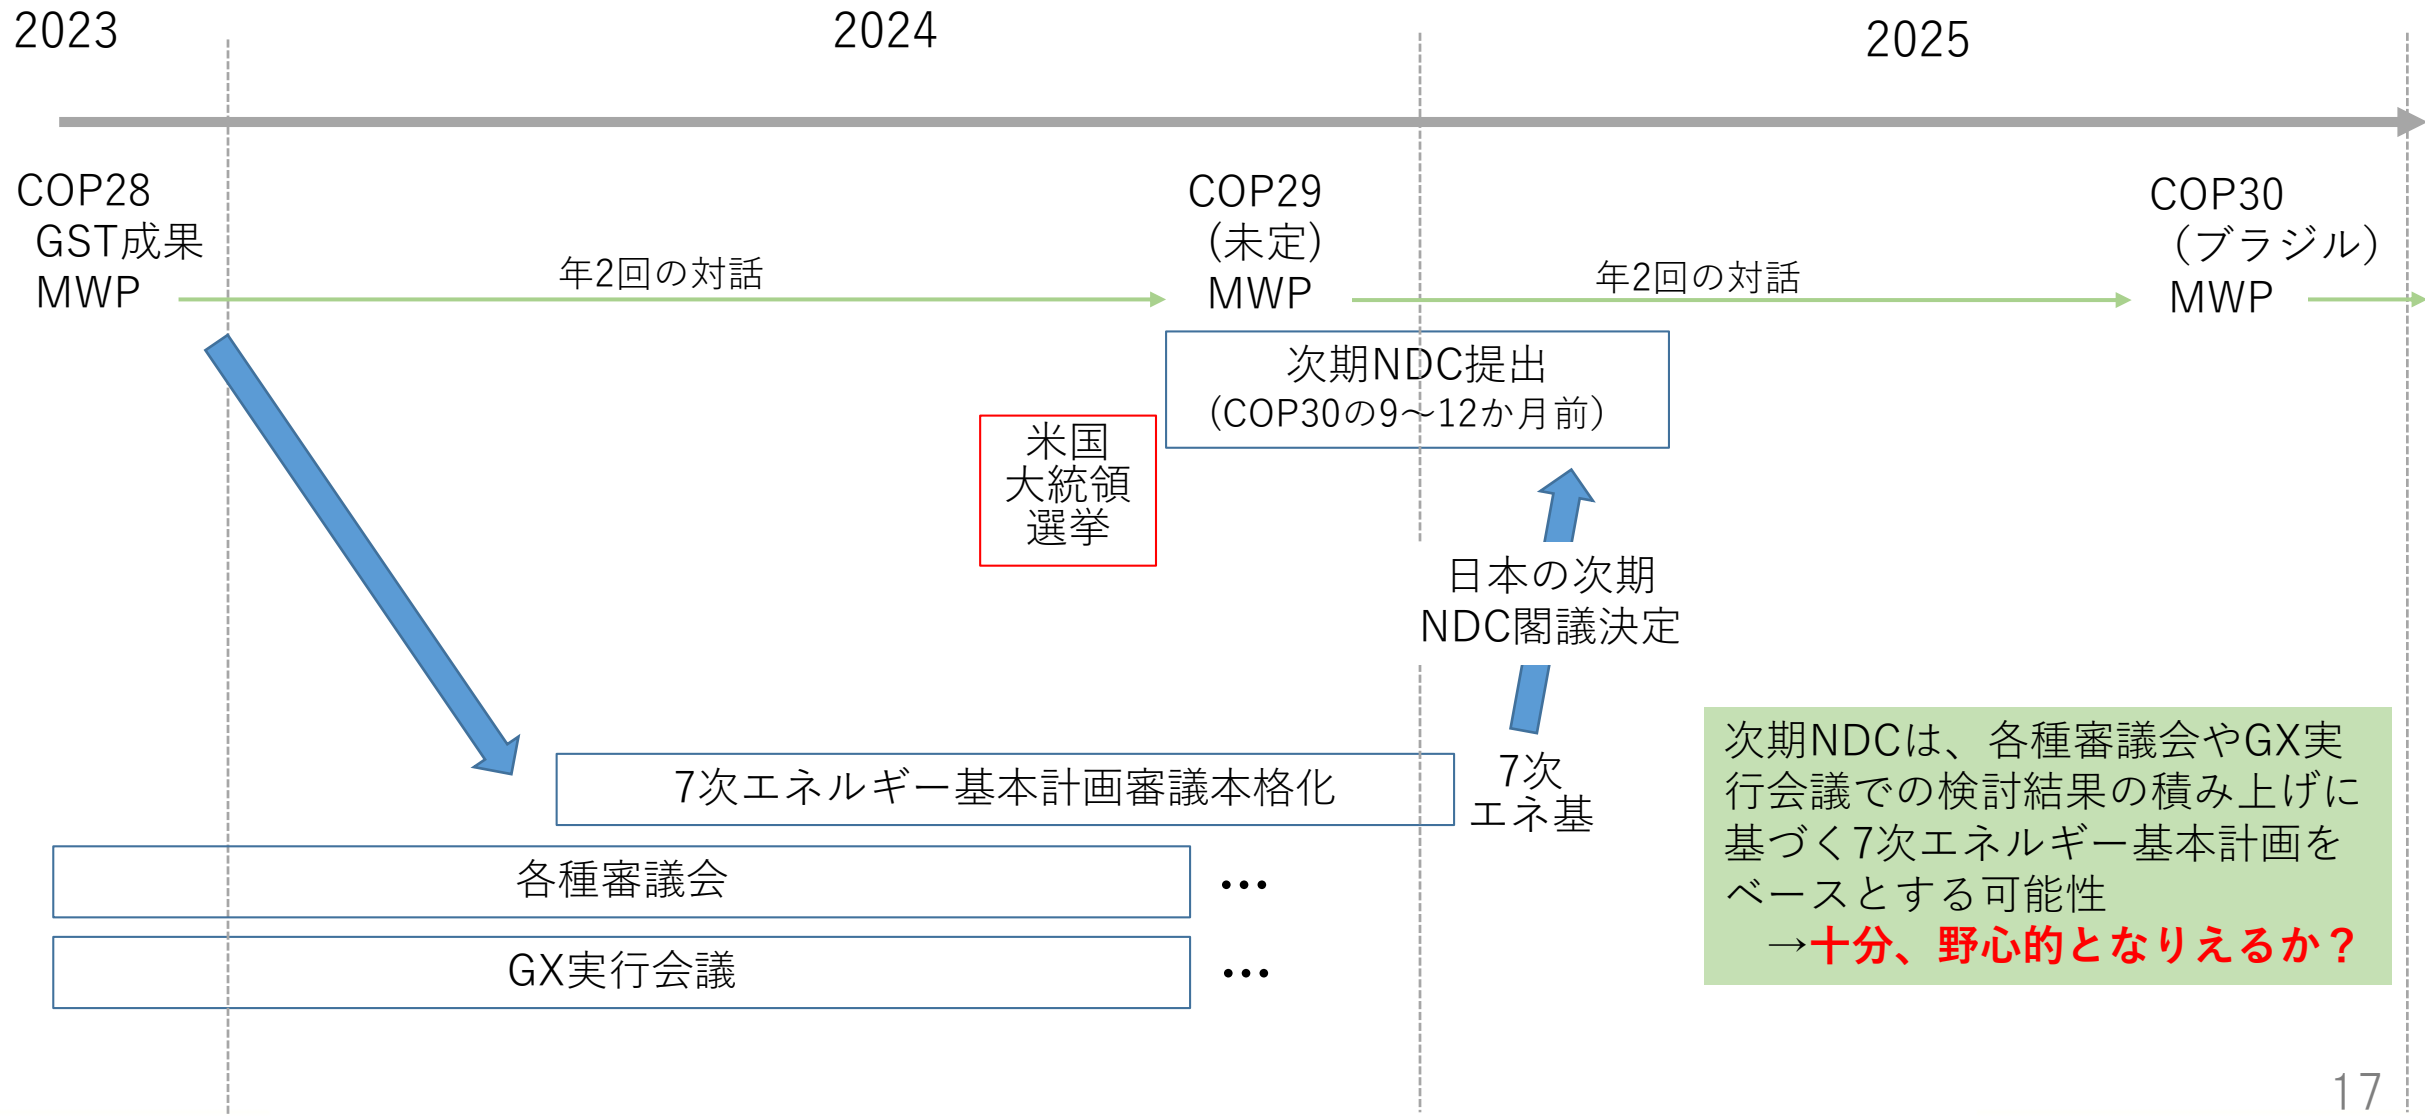 2023
2024
2025
COP28
GST成果
MWP
年2回の対話
COP29
(未定)
MWP
年2回の対話
COP30
(ブラジル)
MWP
次期NDC提出
(COP30の9～12か月前)
米国
大統領
選挙
日本の次期
NDC閣議決定
7次エネルギー基本計画審議本格化
7次
エネ基
各種審議会
…
GX実行会議
…
次期NDCは、各種審議会やGX実
行会議での検討結果の積み上げに
基づく7次エネルギー基本計画を
ベースとする可能性
→十分、野心的となりえるか？
17